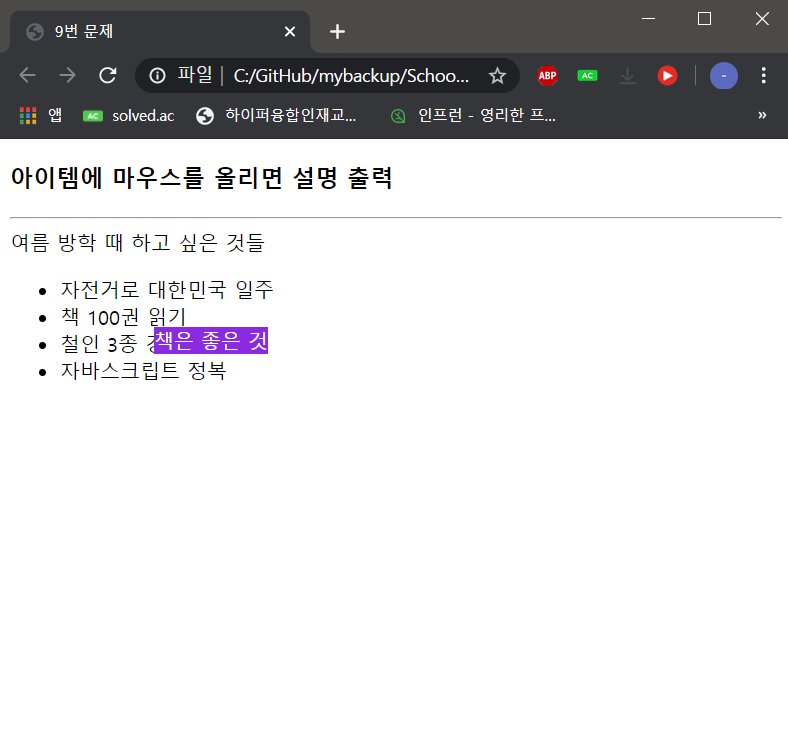 9번 문제
파일 | C:/GitHub/mybackup/Schoo...
ABP
AC
-
앱
AC solved.ac
하이퍼융합인재교...
인프런 - 영리한 프...
»
아이템에 마우스를 올리면 설명 출력
여름 방학 때 하고 싶은 것들
자전거로 대한민국 일주
책 100권 읽기
철인 3종
책은 좋은 것
자바스크립트 정복